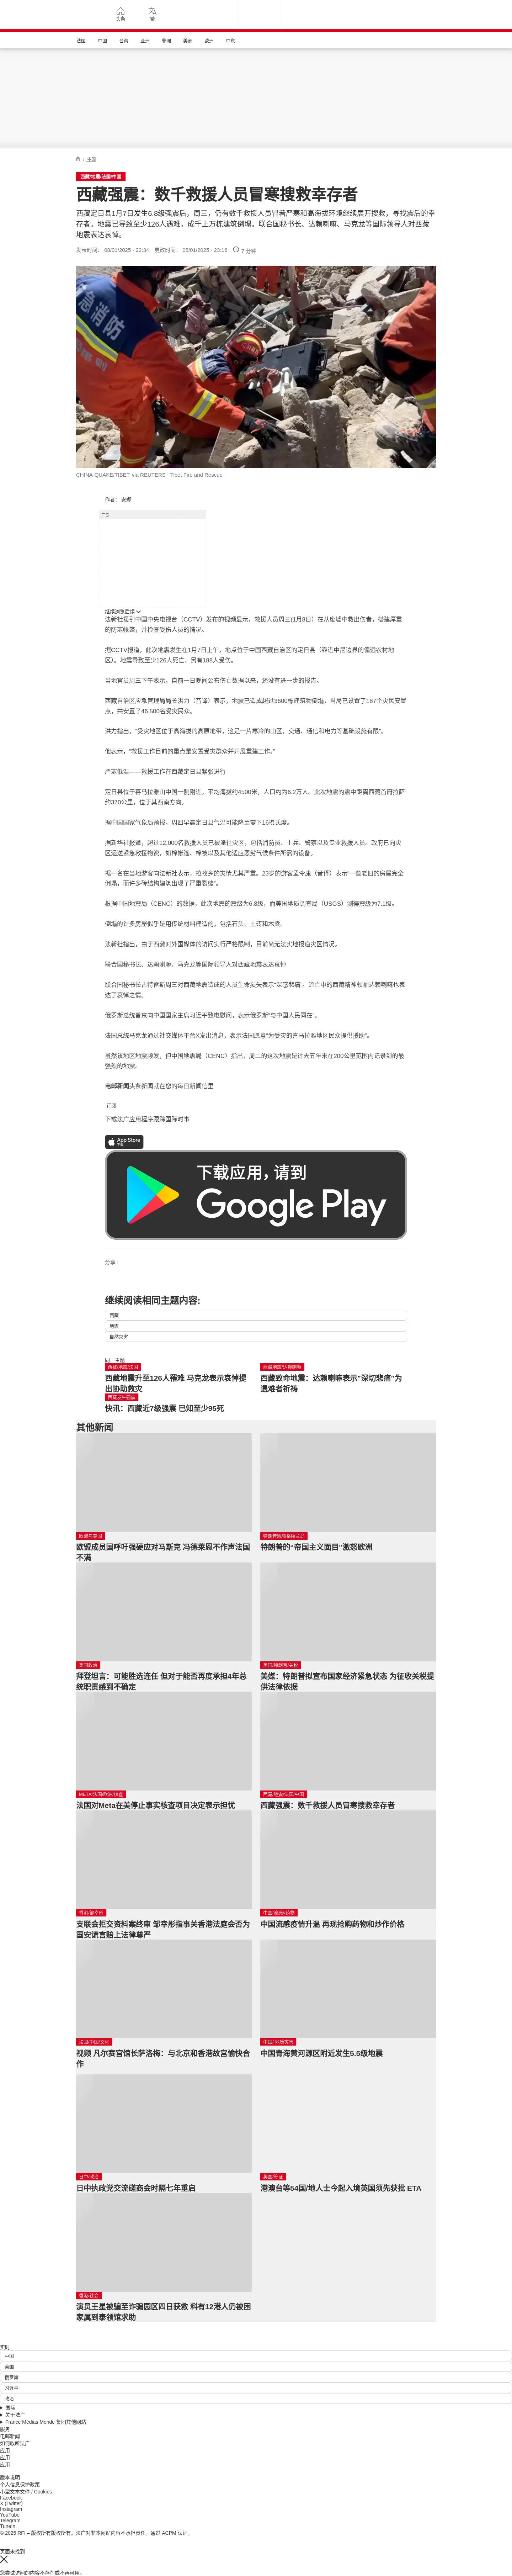 头条
繁
法国
中国
台海
亚洲
非洲
美洲
欧洲
中东
/ 中国
西藏/地震/法国/中国
西藏强震：数千救援人员冒寒搜救幸存者
西藏定日县1月7日发生6.8级强震后，周三，仍有数千救援人员冒着严寒和高海拔环境继续展开搜救，寻找震后的幸存者。地震已导致至少126人遇难，成千上万栋建筑倒塌。联合国秘书长、达赖喇嘛、马克龙等国际领导人对西藏地震表达哀悼。
发表时间： 08/01/2025 - 22:34 更改时间： 08/01/2025 - 23:16 7 分钟
急消防
CHINA-QUAKE/TIBET via REUTERS - Tibet Fire and Rescue
作者： 安娜
广告
继续浏览后续
法新社援引中国中央电视台（CCTV）发布的视频显示，救援人员周三(1月8日）在从废墟中救出伤者，搭建厚重的防寒帐篷，并检查受伤人员的情况。
据CCTV报道，此次地震发生在1月7日上午，地点位于中国西藏自治区的定日县（靠近中尼边界的偏远农村地区）。地震导致至少126人死亡，另有188人受伤。
当地官员周三下午表示，自前一日晚间公布伤亡数据以来，还没有进一步的报告。
西藏自治区应急管理局局长洪力（音译）表示，地震已造成超过3600栋建筑物倒塌，当局已设置了187个灾民安置点，共安置了46,500名受灾民众。
洪力指出，“受灾地区位于高海拔的高原地带，这是一片寒冷的山区，交通、通信和电力等基础设施有限”。
他表示，“救援工作目前的重点是安置受灾群众并开展重建工作。”
严寒低温——救援工作在西藏定日县紧张进行
定日县位于喜马拉雅山中国一侧附近，平均海拔约4500米，人口约为6.2万人。此次地震的震中距离西藏首府拉萨约370公里，位于其西南方向。
据中国国家气象局预报，周四早晨定日县气温可能降至零下16摄氏度。
据新华社报道，超过12,000名救援人员已被派往灾区，包括消防员、士兵、警察以及专业救援人员。政府已向灾区运送紧急救援物资，如棉帐篷、棉被以及其他适应恶劣气候条件所需的设备。
据一名在当地游客向法新社表示，拉孜乡的灾情尤其严重。23岁的游客孟令康（音译）表示“一些老旧的房屋完全倒塌，而许多砖结构建筑出现了严重裂缝”。
根据中国地震局（CENC）的数据，此次地震的震级为6.8级，而美国地质调查局（USGS）测得震级为7.1级。
倒塌的许多房屋似乎是用传统材料建造的，包括石头、土砖和木梁。
法新社指出，由于西藏对外国媒体的访问实行严格限制，目前尚无法实地报道灾区情况。
联合国秘书长、达赖喇嘛、马克龙等国际领导人对西藏地震表达哀悼
联合国秘书长古特雷斯周三对西藏地震造成的人员生命损失表示“深感悲痛”。流亡中的西藏精神领袖达赖喇嘛也表达了哀悼之情。
俄罗斯总统普京向中国国家主席习近平致电慰问，表示俄罗斯“与中国人民同在”。
法国总统马克龙通过社交媒体平台X发出消息，表示法国愿意“为受灾的喜马拉雅地区民众提供援助”。
虽然该地区地震频发，但中国地震局（CENC）指出，周二的这次地震是过去五年来在200公里范围内记录到的最强烈的地震。
电邮新闻头条新闻就在您的每日新闻信里
订阅
下载法广应用程序跟踪国际时事
App Store
下载
下载应用，请到
Google Play
分享 :
继续阅读相同主题内容:
西藏
地震
自然灾害
同一主题
西藏/地震/法国
西藏地震升至126人罹难 马克龙表示哀悼提出协助救灾
西藏地震/达赖喇嘛
西藏致命地震：达赖喇嘛表示"深切悲痛"为遇难者祈祷
西藏发生强震
快讯：西藏近7级强震 已知至少95死
其他新闻
欧盟与美国
欧盟成员国呼吁强硬应对马斯克 冯德莱恩不作声法国不满
特朗普的“帝国主义面目”激怒欧洲
美国政治
拜登坦言：可能胜选连任 但对于能否再度承担4年总统职责感到不确定
美国/特朗普/关税
美媒：特朗普拟宣布国家经济紧急状态 为征收关税提供法律依据
META/法国/欧洲/核查
法国对Meta在美停止事实核查项目决定表示担忧
西藏/地震/法国/中国
西藏强震：数千救援人员冒寒搜救幸存者
香港/邹幸彤
支联会拒交资料案终审 邹幸彤指事关香港法庭会否为国安谎言赔上法律尊严
中国/流感/药物
中国流感疫情升温 再现抢购药物和炒作价格
法国/中国/文化
视频 凡尔赛宫馆长萨洛梅：与北京和香港故宫愉快合作
中国/ 地质灾害
中国青海黄河源区附近发生5.5级地震
日中/政治
日中执政党交流磋商会时隔七年重启
英国/签证
港澳台等54国/地人士今起入境英国须先获批 ETA
香港/社会
演员王星被骗至诈骗园区四日获救 料有12港人仍被困 家属到泰领馆求助
实时
中国
美国
俄罗斯
习近平
政治
国际
关于法广
France Médias Monde 集团其他网站
服务
电邮新闻
如何收听法广
应用
应用
应用
版本说明
个人信息保护政策
小型文本文件 / Cookies
Facebook
X (Twitter)
Instagram
YouTube
Telegram
TuneIn
© 2025 RFI – 版权所有版权所有。法广对非本网站内容不承担责任。通过 ACPM 认证。
页面未找到
您尝试访问的内容不存在或不再可用。